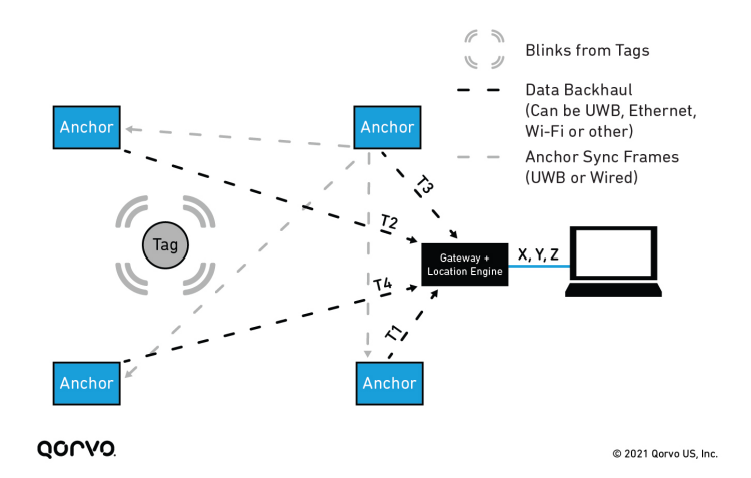 Blinks from Tags
Data Backhaul
(Can be UWB, Ethernet,
Wi-Fi or other)
Anchor Sync Frames
(UWB or Wired)
Anchor
Anchor
T3
T2
Tag
Gateway +
Location Engine
X, Y, Z
T4
T1
Anchor
Anchor
QORVO
© 2021 Qorvo US, Inc.